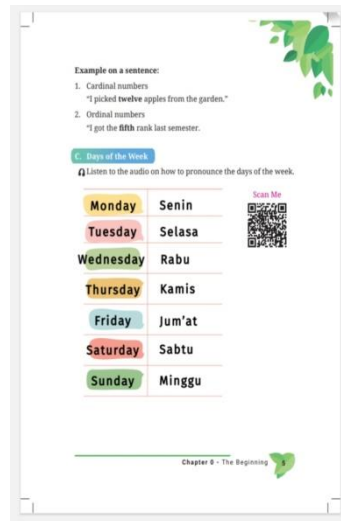 Example on a sentence:
1. Cardinal numbers
"I picked twelve apples from the garden."
2. Ordinal numbers
"I got the fifth rank last semester.
C. Days of the Week
Listen to the audio on how to pronounce the days of the week.
Scan Me
Monday Senin
Tuesday Selasa
Wednesday Rabu
Thursday Kamis
Friday Jum'at
Saturday Sabtu
Sunday Minggu
Chapter 0 - The Beginning 5